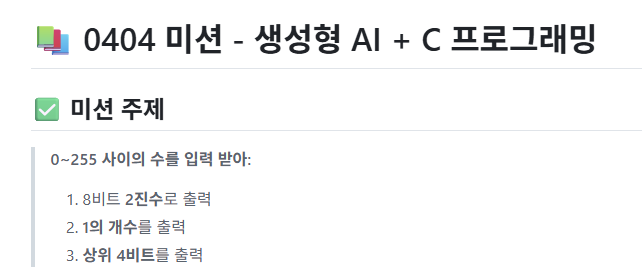 📚 0404 미션 - 생성형 AI + C 프로그래밍
✅ 미션 주제
0~255 사이의 수를 입력 받아:
1. 8비트 2진수로 출력
2. 1의 개수를 출력
3. 상위 4비트를 출력